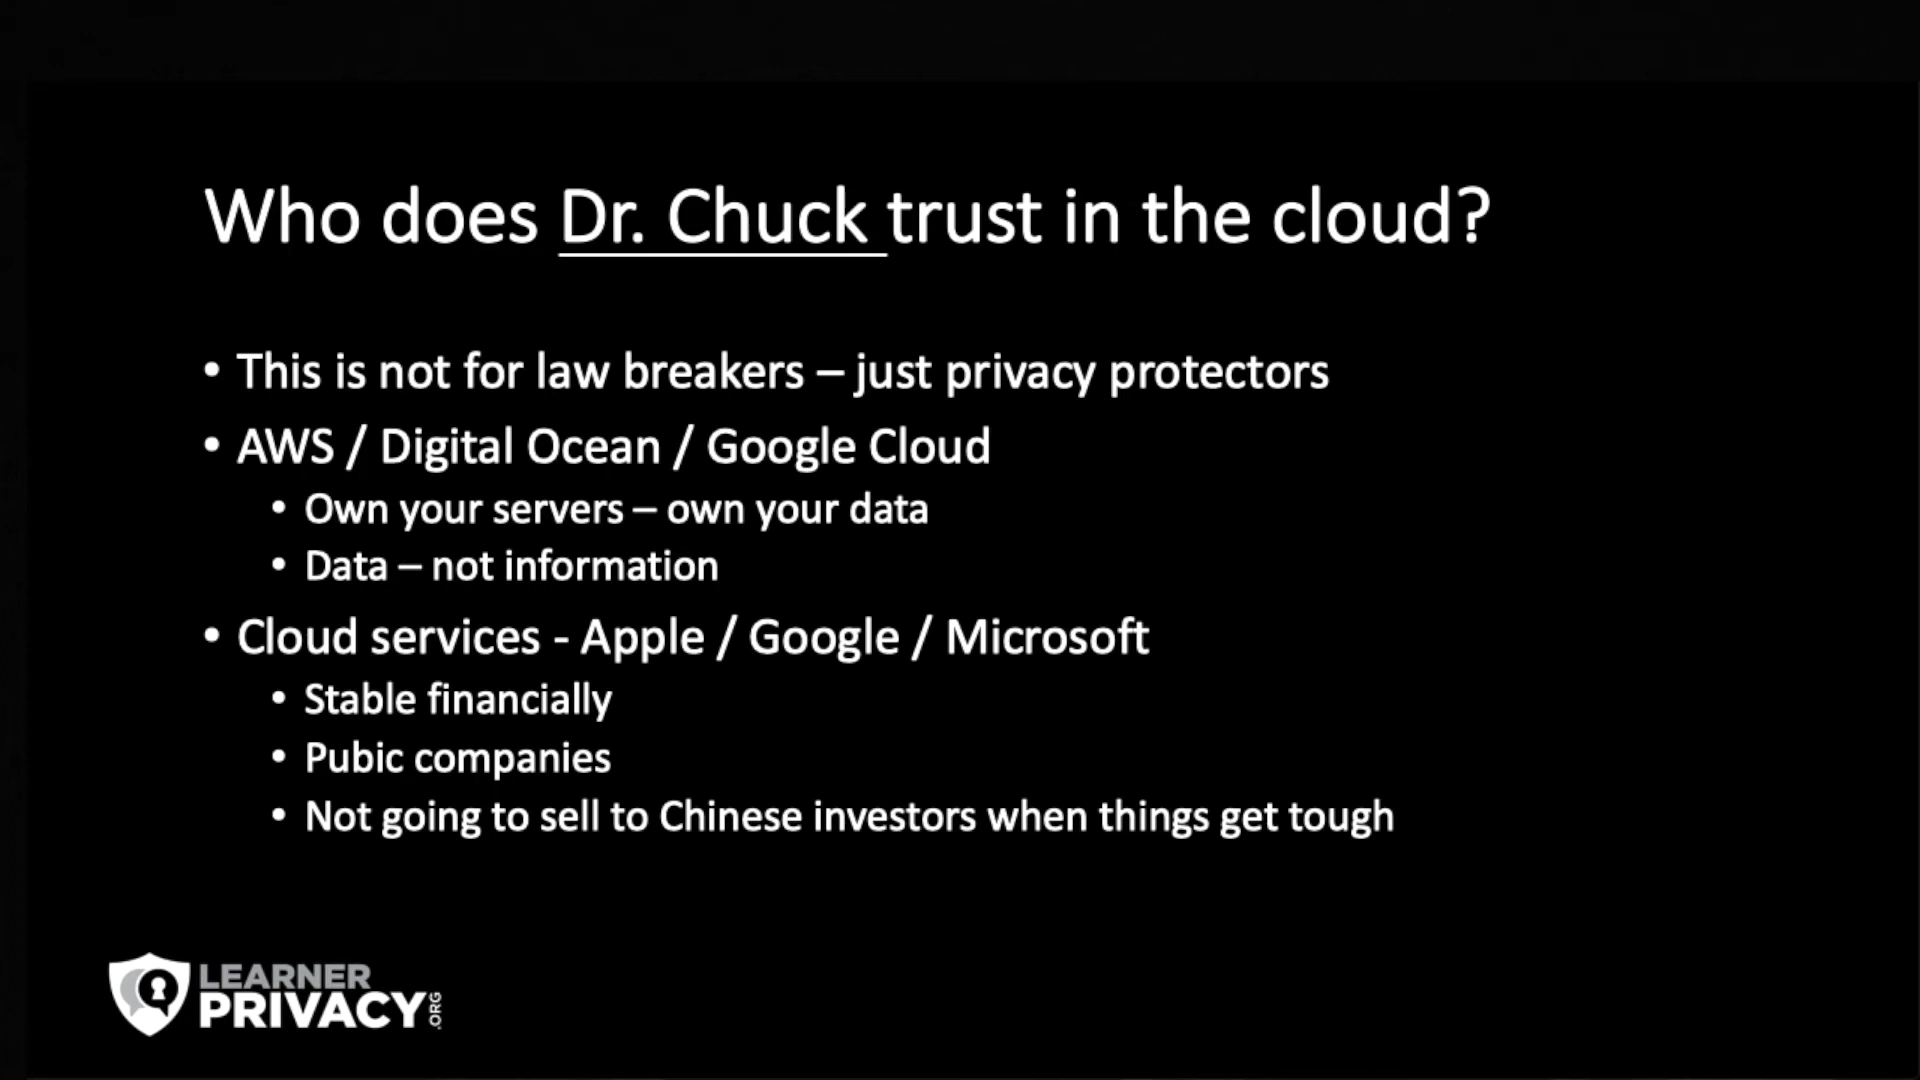 Who does Dr. Chuck trust in the cloud?
• This is not for law breakers – just privacy protectors
• AWS / Digital Ocean / Google Cloud
• Own your servers – own your data
• Data – not information
• Cloud services - Apple / Google / Microsoft
• Stable financially
• Pubic companies
• Not going to sell to Chinese investors when things get tough
LEARNER
PRIVACY.ORG